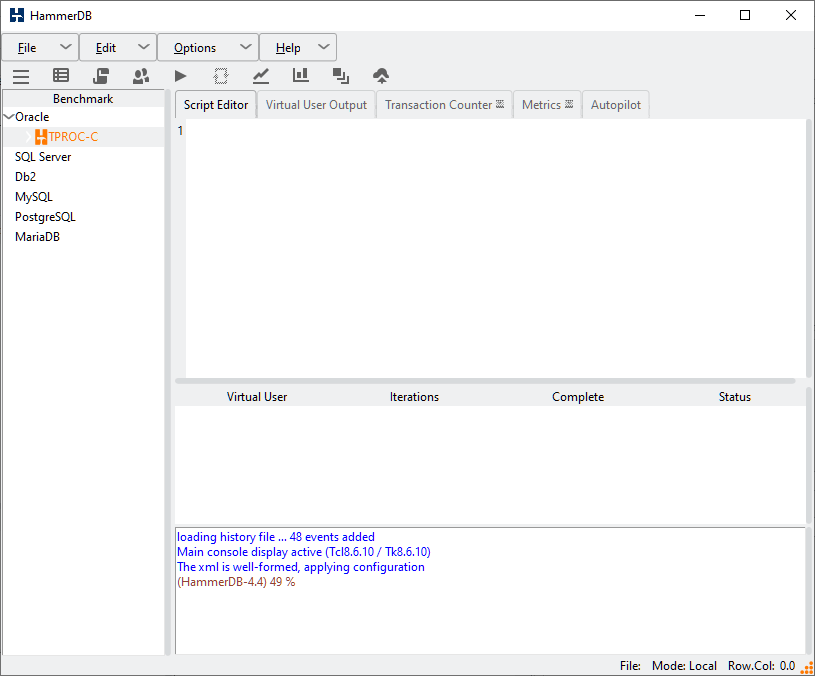 HammerDB
File Edit Options Help
Benchmark
Oracle
TPROC-C
SQL Server
Db2
MySQL
PostgreSQL
MariaDB
Script Editor Virtual User Output Transaction Counter Metrics Autopilot
1
Virtual User Iterations Complete Status
loading history file ... 48 events added
Main console display active (Tcl8.6.10 / Tk8.6.10)
The xml is well-formed, applying configuration
(HammerDB-4.4) 49 %
File: Mode: Local Row.Col: 0.0